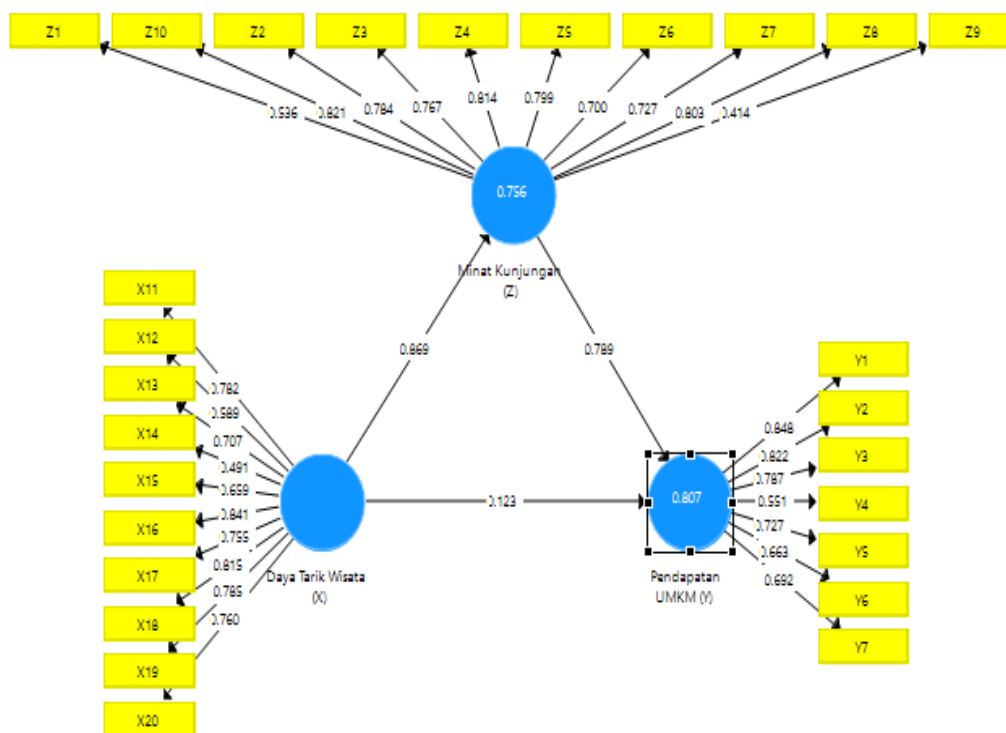 Z1
Z10
Z2
Z3
Z4
Z5
Z6
Z7
Z8
Z9
0.536
0.821
0.784
0.767
0.814
0.799
0.700
0.727
0.803
0.414
0.756
Minat Kunjungan
(Z)
X11
X12
X13
X14
X15
X16
X17
X18
X19
X20
0.782
0.589
0.707
0.491
0.659
0.841
0.755
0.815
0.785
0.760
Daya Tarik Wisata
(X)
0.869
0.789
0.123
0.807
Pendapatan
UMKM (Y)
0.848
0.822
0.787
0.551
0.727
0.663
0.692
Y1
Y2
Y3
Y4
Y5
Y6
Y7